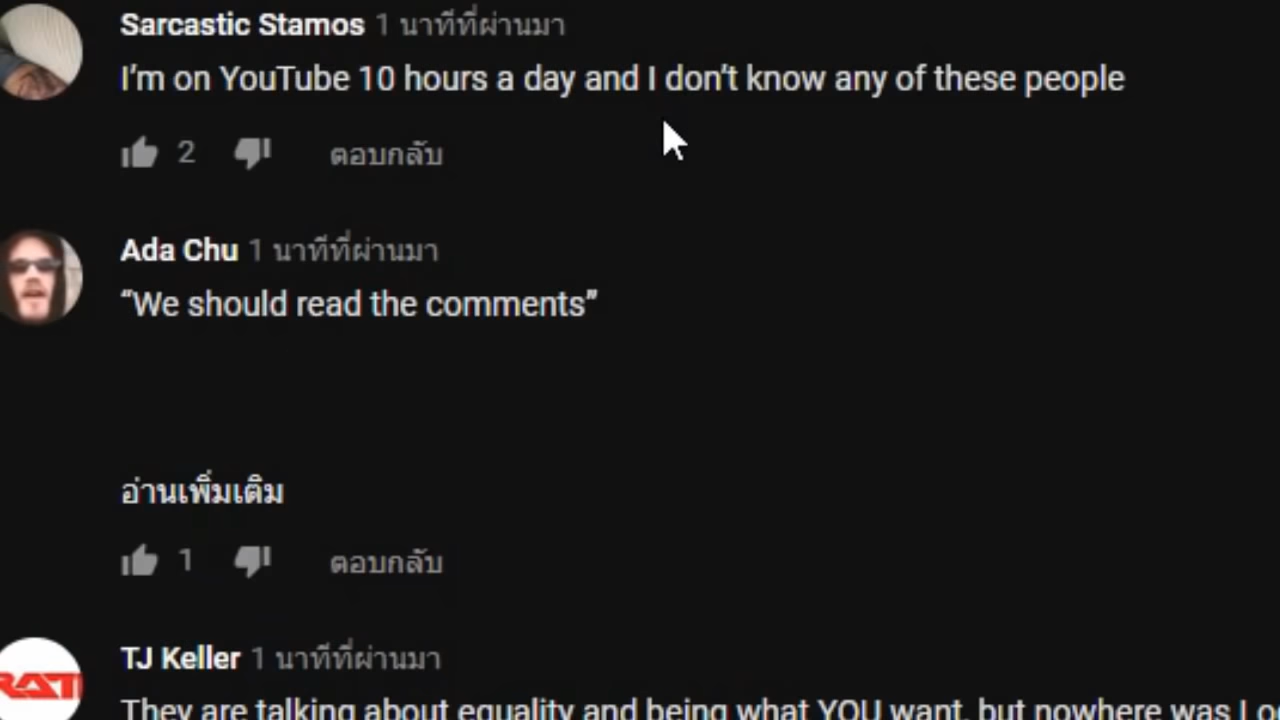 Sarcastic Stamos 1 นาทีที่ผ่านมา
I’m on YouTube 10 hours a day and I don’t know any of these people
2 ตอบกลับ
Ada Chu 1 นาทีที่ผ่านมา
“We should read the comments”
อ่านเพิ่มเติม
1 ตอบกลับ
TJ Keller 1 นาทีที่ผ่านมา
RAT
They are talking about equality and being what YOU want, but nowhere was I